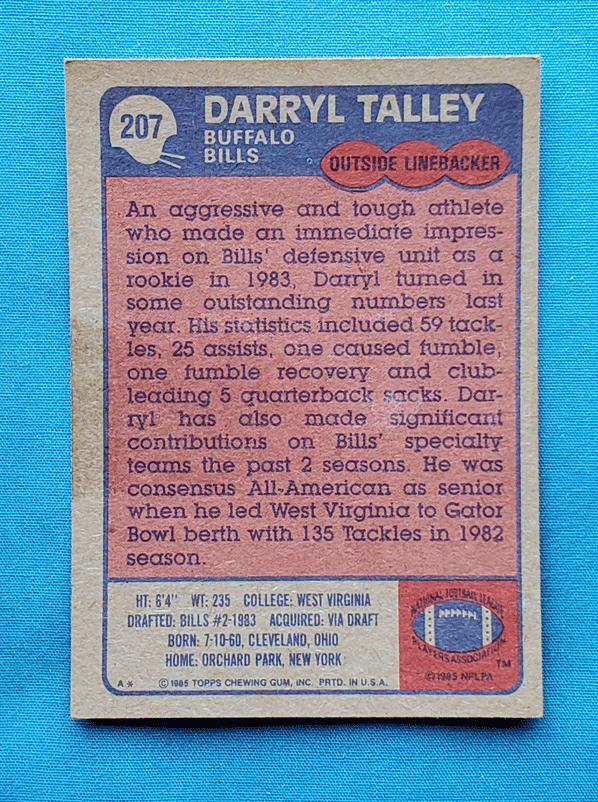 207
DARRYL TALLEY
BUFFALO
BILLS
OUTSIDE LINEBACKER
An aggressive and tough athlete
who made an immediate impres-
sion on Bills' defensive unit as a
rookie in 1983, Darryl turned in
some outstanding numbers last
year. His statistics included 59 tack-
les, 25 assists, one caused fumble,
one fumble recovery and club-
leading 5 quarterback sacks. Dar-
ryl has also made significant
contributions on Bills' specialty
teams the past 2 seasons. He was
consensus All-American as senior
when he led West Virginia to Gator
Bowl berth with 135 Tackles in 1982
season.
HT: 6'4" WT: 235 COLLEGE: WEST VIRGINIA
DRAFTED: BILLS #2-1983 ACQUIRED: VIA DRAFT
BORN: 7-10-60, CLEVELAND, OHIO
HOME: ORCHARD PARK, NEW YORK
A* © 1985 TOPPS CHEWING GUM, INC. PRTD. IN U.S.A.
NATIONAL FOOTBALL LEAGUE
PLAYERS ASSOCIATION
TM
© 1985 NFLPA